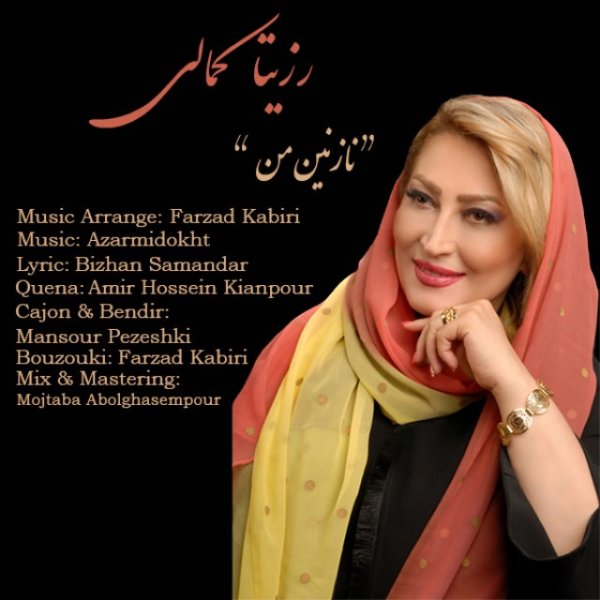 رزیتا کمالی
”نازنین من“
Music Arrange: Farzad Kabiri
Music: Azarmidokht
Lyric: Bizhan Samandar
Quena: Amir Hossein Kianpour
Cajon & Bendir:
Mansour Pezeshki
Bouzouki: Farzad Kabiri
Mix & Mastering:
Mojtaba Abolghasempour